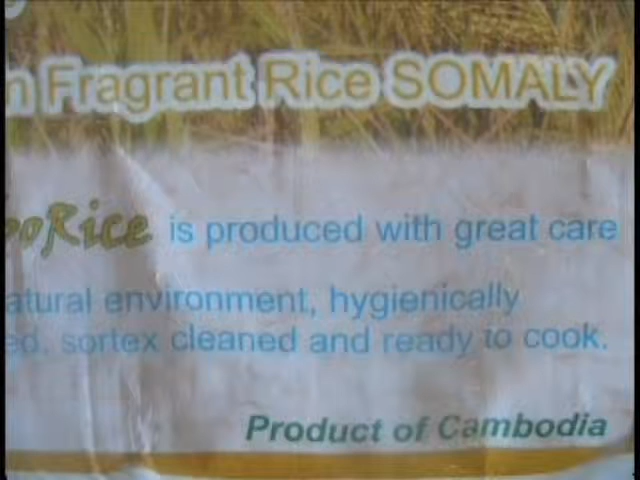 Fragrant Rice SOMALY
Rice is produced with great care
atural environment, hygienically
ed. sortex cleaned and ready to cook.
Product of Cambodia